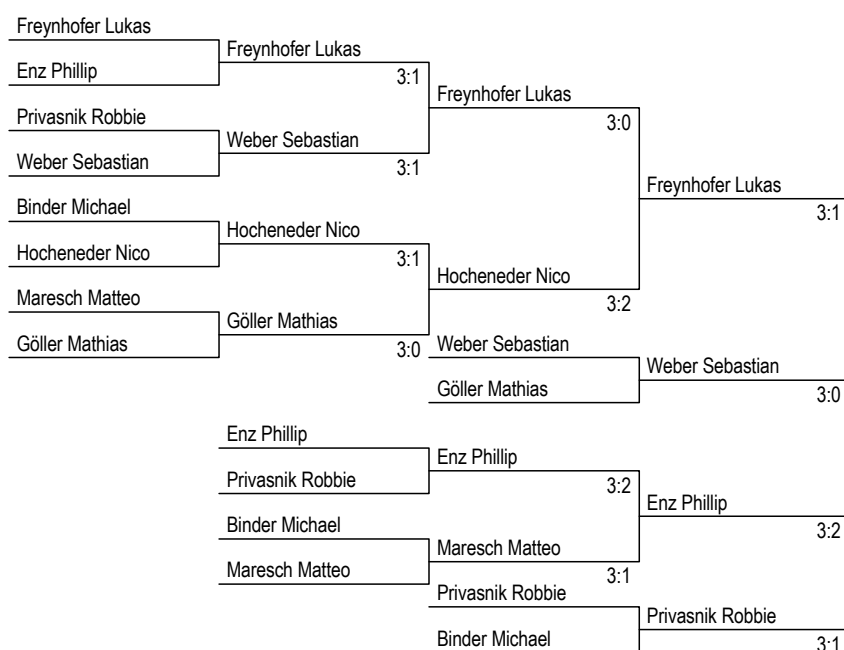 Freynhofer Lukas
Freynhofer Lukas
Enz Phillip
3:1
Freynhofer Lukas
Privasnik Robbie
3:0
Weber Sebastian
Weber Sebastian
3:1
Freynhofer Lukas
Binder Michael
3:1
Hocheneder Nico
Hocheneder Nico
3:1
Hocheneder Nico
Maresch Matteo
3:2
Göller Mathias
Göller Mathias
3:0
Weber Sebastian
Weber Sebastian
Göller Mathias
3:0
Enz Phillip
Enz Phillip
Privasnik Robbie
3:2
Enz Phillip
Binder Michael
3:2
Maresch Matteo
Maresch Matteo
3:1
Privasnik Robbie
Privasnik Robbie
Binder Michael
3:1